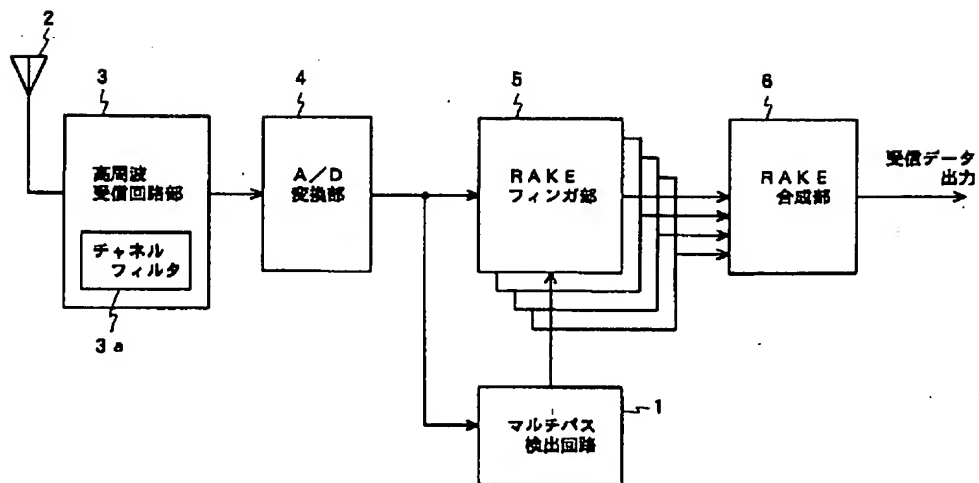 2
3
4
5
6
高周波
受信回路部
チャネル
フィルタ
3a
A/D
変換部
RAKE
フィンガ部
RAKE
合成部
受信データ
出力
1
マルチパス
検出回路